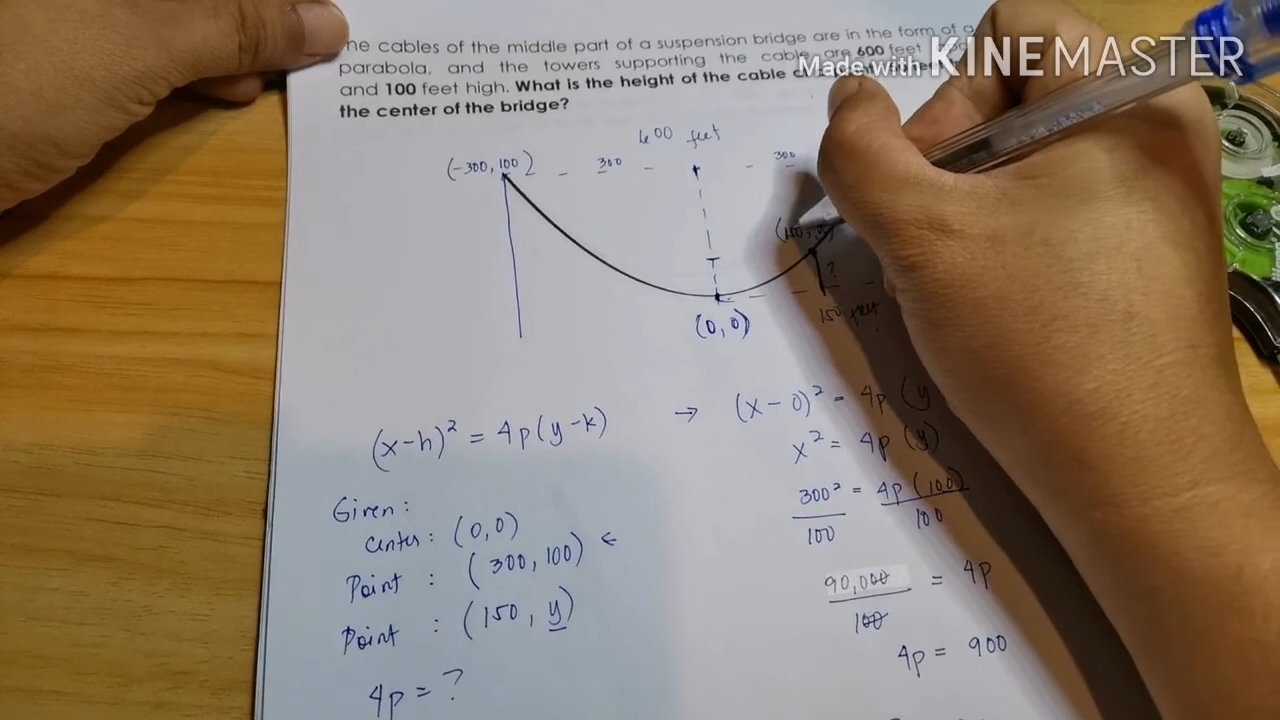 he cables of the middle part of a suspension bridge are in the form of a
parabola, and the towers supporting the cable are 600 feet
and 100 feet high. What is the height of the cable
the center of the bridge?
Made with KINEMASTER
600 feet
(-300, 100) 300 300
(150, y)
?
(0, 0) 150 feet
(x-h)² = 4p(y-k) → (x-0)² = 4p (y
x² = 4p (y)
300² = 4p (100)
100 100
Given:
Center: (0,0)
Point : (300, 100) ←
Point : (150, y)
4p = ?
90,000 = 4p
100
4p = 900